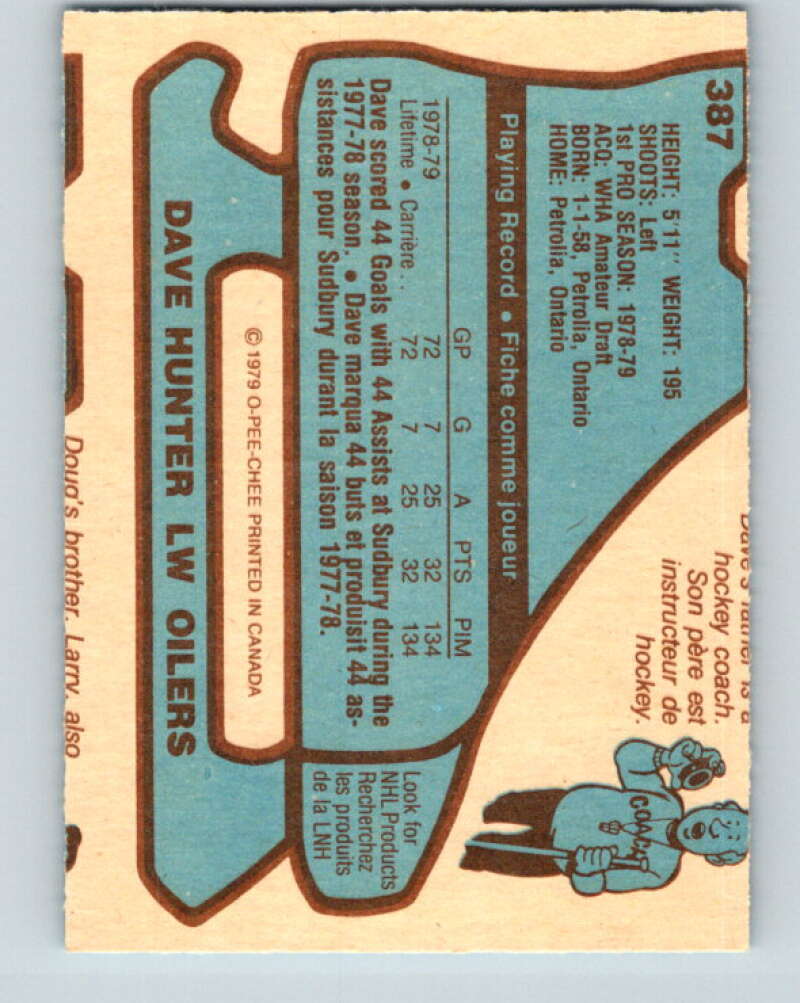 387
HEIGHT: 5'11" WEIGHT: 195
SHOOTS: Left
1st PRO SEASON: 1978-79
ACQ: WHA Amateur Draft
BORN: 1-1-58, Petrolia, Ontario
HOME: Petrolia, Ontario
Dave's father is a
hockey coach.
Son père est
instructeur de
hockey.
COACH
Playing Record • Fiche comme joueur
GP G A PTS PIM
1978-79 72 7 25 32 134
Lifetime • Carrière . . 72 7 25 32 134
Dave scored 44 Goals with 44 Assists at Sudbury during the
1977-78 season. • Dave marqua 44 buts et produisit 44 as-
sistances pour Sudbury durant la saison 1977-78.
Look for
NHL Products
Recherchez
les produits
de la LNH
© 1979 O-PEE-CHEE PRINTED IN CANADA
DAVE HUNTER LW OILERS
Doug's brother, Larry, also